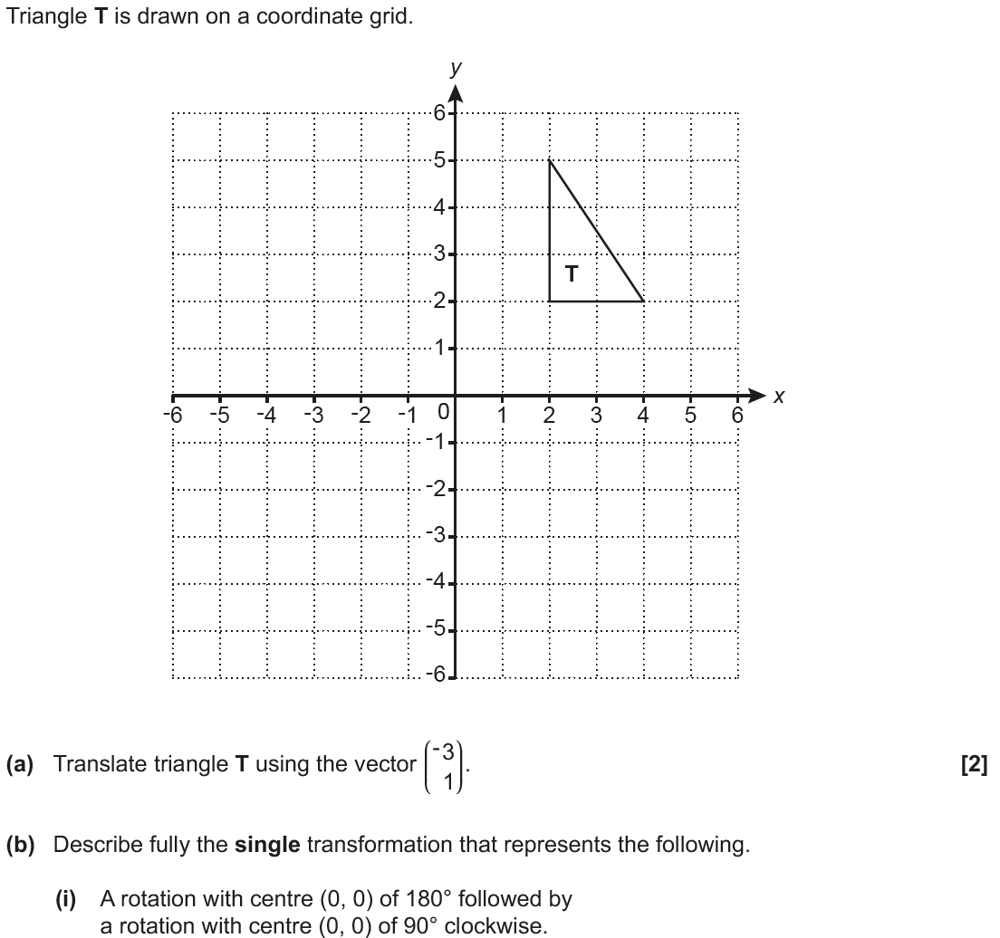 Triangle T is drawn on a coordinate grid.
y
6
5
4
3
2
1
T
x
-6 -5 -4 -3 -2 -1 0 1 2 3 4 5 6
-1
-2
-3
-4
-5
-6
(a) Translate triangle T using the vector (-3 1). [2]
(b) Describe fully the single transformation that represents the following.
(i) A rotation with centre (0, 0) of 180° followed by
a rotation with centre (0, 0) of 90° clockwise.